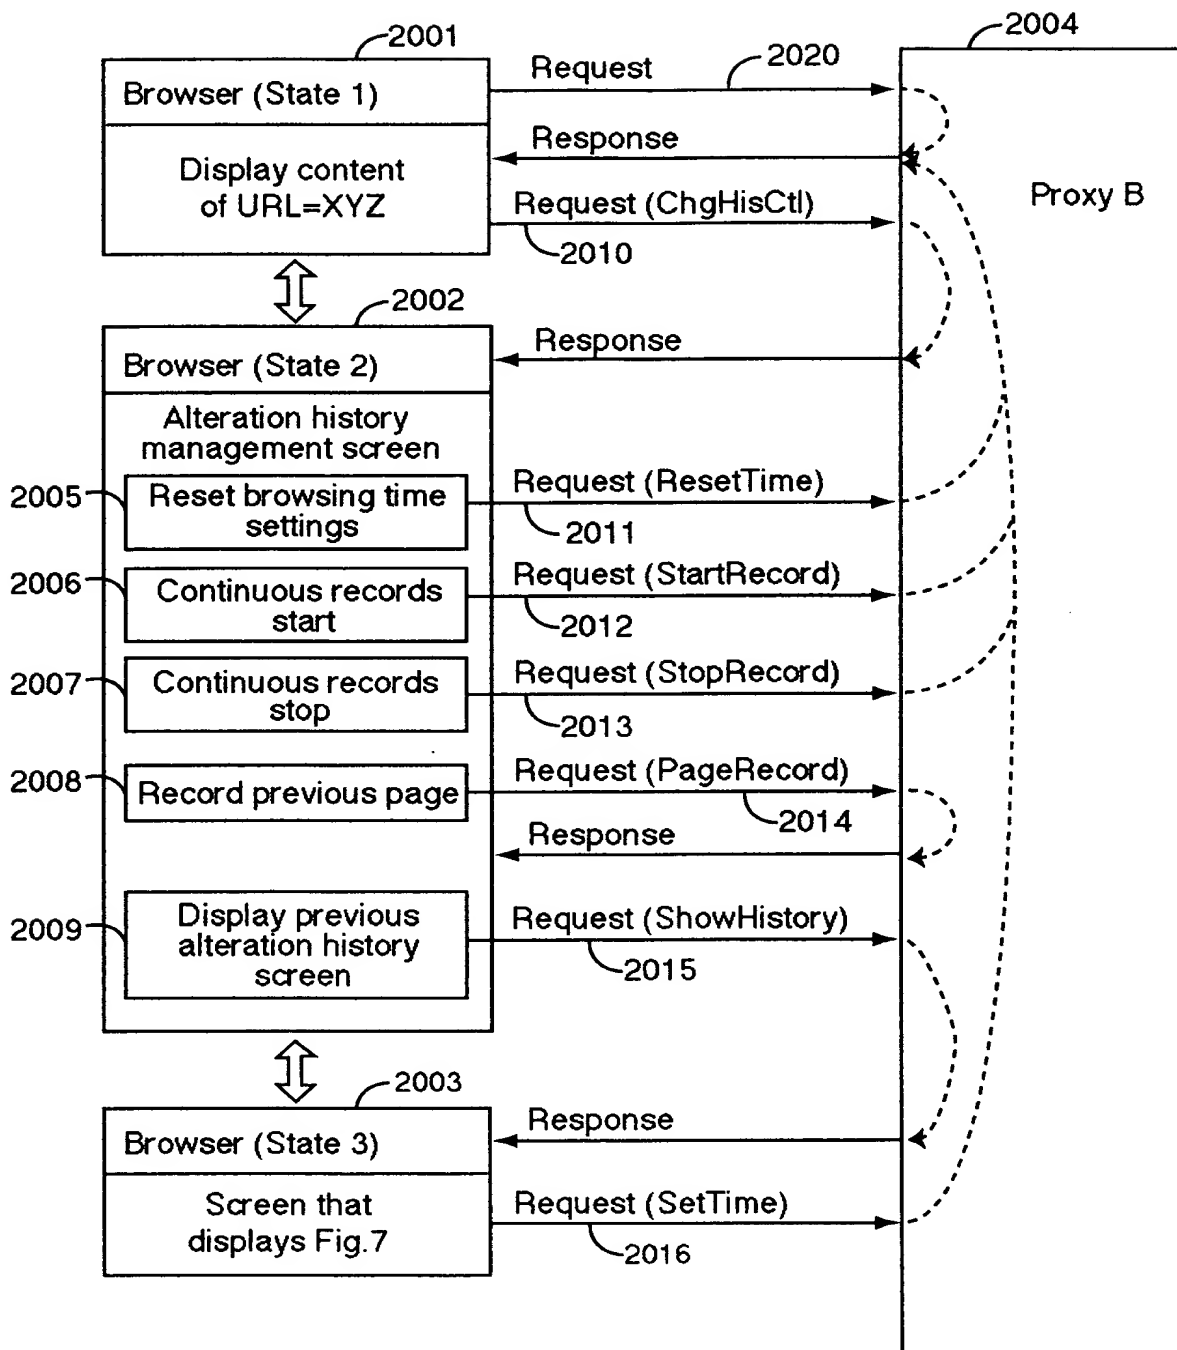 2001
2004
Request
2020
Browser (State 1)
Response
Display content
of URL=XYZ
Proxy B
Request (ChgHisCtl)
2010
2002
Response
Browser (State 2)
Alteration history
management screen
2005
Reset browsing time
settings
Request (ResetTime)
2011
2006
Continuous records
start
Request (StartRecord)
2012
2007
Continuous records
stop
Request (StopRecord)
2013
2008
Record previous page
Request (PageRecord)
2014
Response
2009
Display previous
alteration history
screen
Request (ShowHistory)
2015
2003
Response
Browser (State 3)
Screen that
displays Fig.7
Request (SetTime)
2016